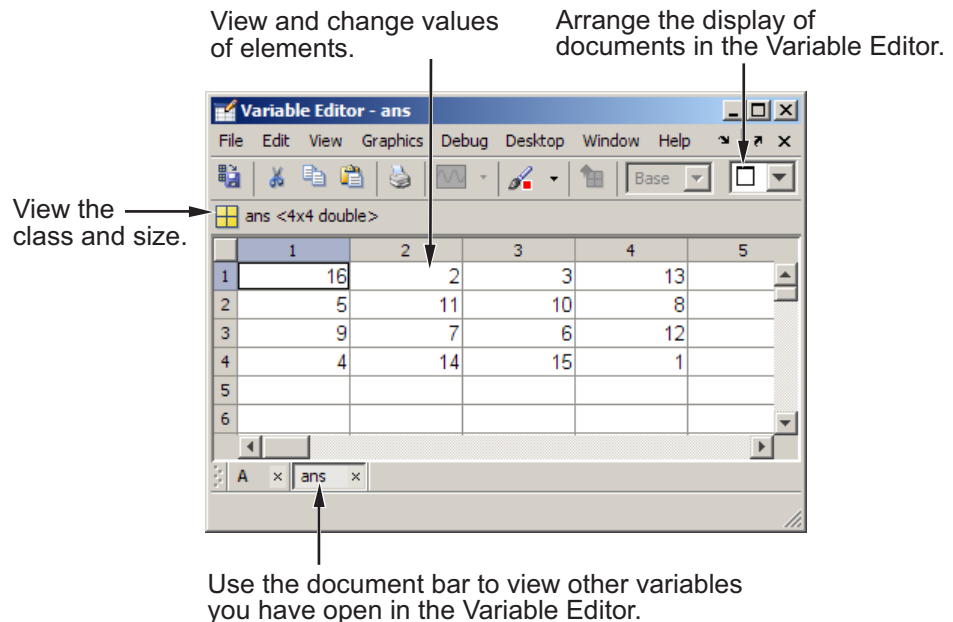 View and change values
of elements.
Arrange the display of
documents in the Variable Editor.
Variable Editor - ans
File Edit View Graphics Debug Desktop Window Help
Base
View the
class and size.
ans <4x4 double>
1 2 3 4 5
1 16 2 3 13
2 5 11 10 8
3 9 7 6 12
4 4 14 15 1
5
6
A × ans ×
Use the document bar to view other variables
you have open in the Variable Editor.